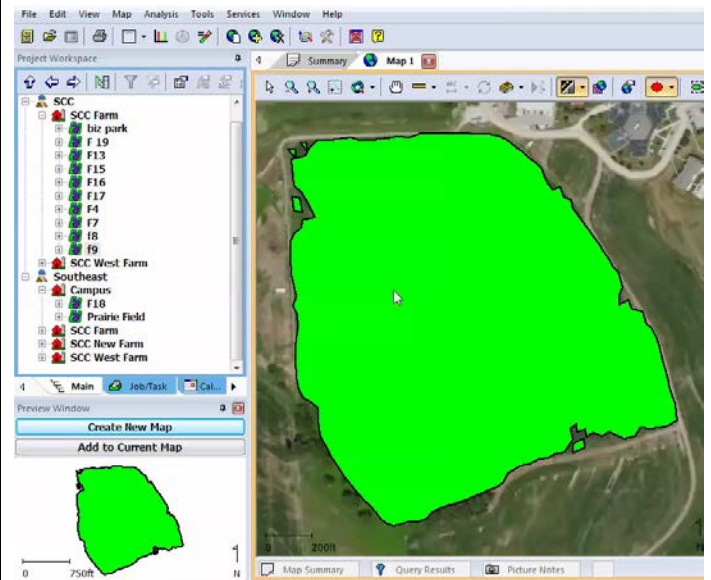 File Edit View Map Analysis Tools Services Window Help
Project Workspace
Summary Map 1
SCC
SCC Farm
biz park
F 19
F13
F15
F16
F17
F4
F7
f8
f9
SCC West Farm
Southeast
Campus
F18
Prairie Field
SCC Farm
SCC New Farm
SCC West Farm
Main Job/Task Cal...
Preview Window
Create New Map
Add to Current Map
0 750ft N
0 200ft N
Map Summary Query Results Picture Notes